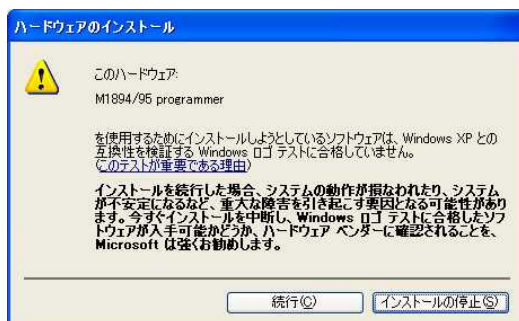 ハードウェアのインストール
このハードウェア:
M1894/95 programmer
を使用するためにインストールしようとしているソフトウェアは、Windows XP との
互換性を検証する Windows ロゴ テストに合格していません。
(このテストが重要である理由)
インストールを続行した場合、システムの動作が損なわれたり、システム
が不安定になるなど、重大な障害を引き起こす要因となる可能性があり
ます。今すぐインストールを中断し、Windows ロゴ テストに合格したソフ
トウェアが入手可能かどうか、ハードウェア ベンダーに確認されることを、
Microsoft は強くお勧めします。
続行(C)
インストールの停止(S)